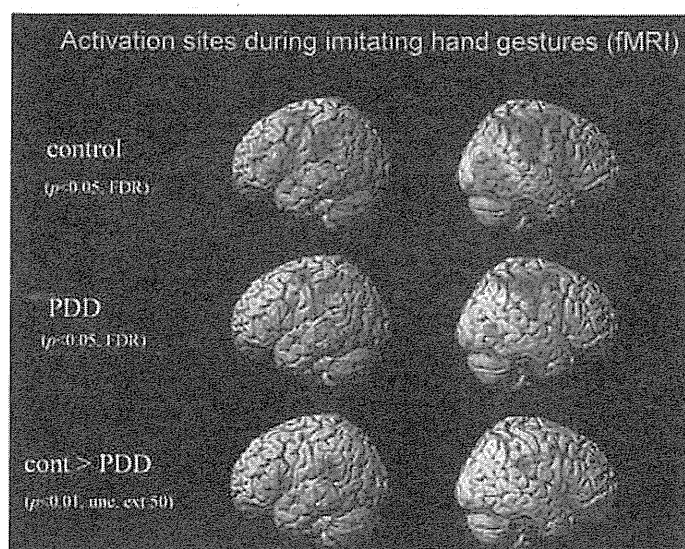 Activation sites during imitating hand gestures (fMRI)
control
(p<0.05, FDR)
PDD
(p<0.05, FDR)
cont > PDD
(p<0.01, unc. ext 50)